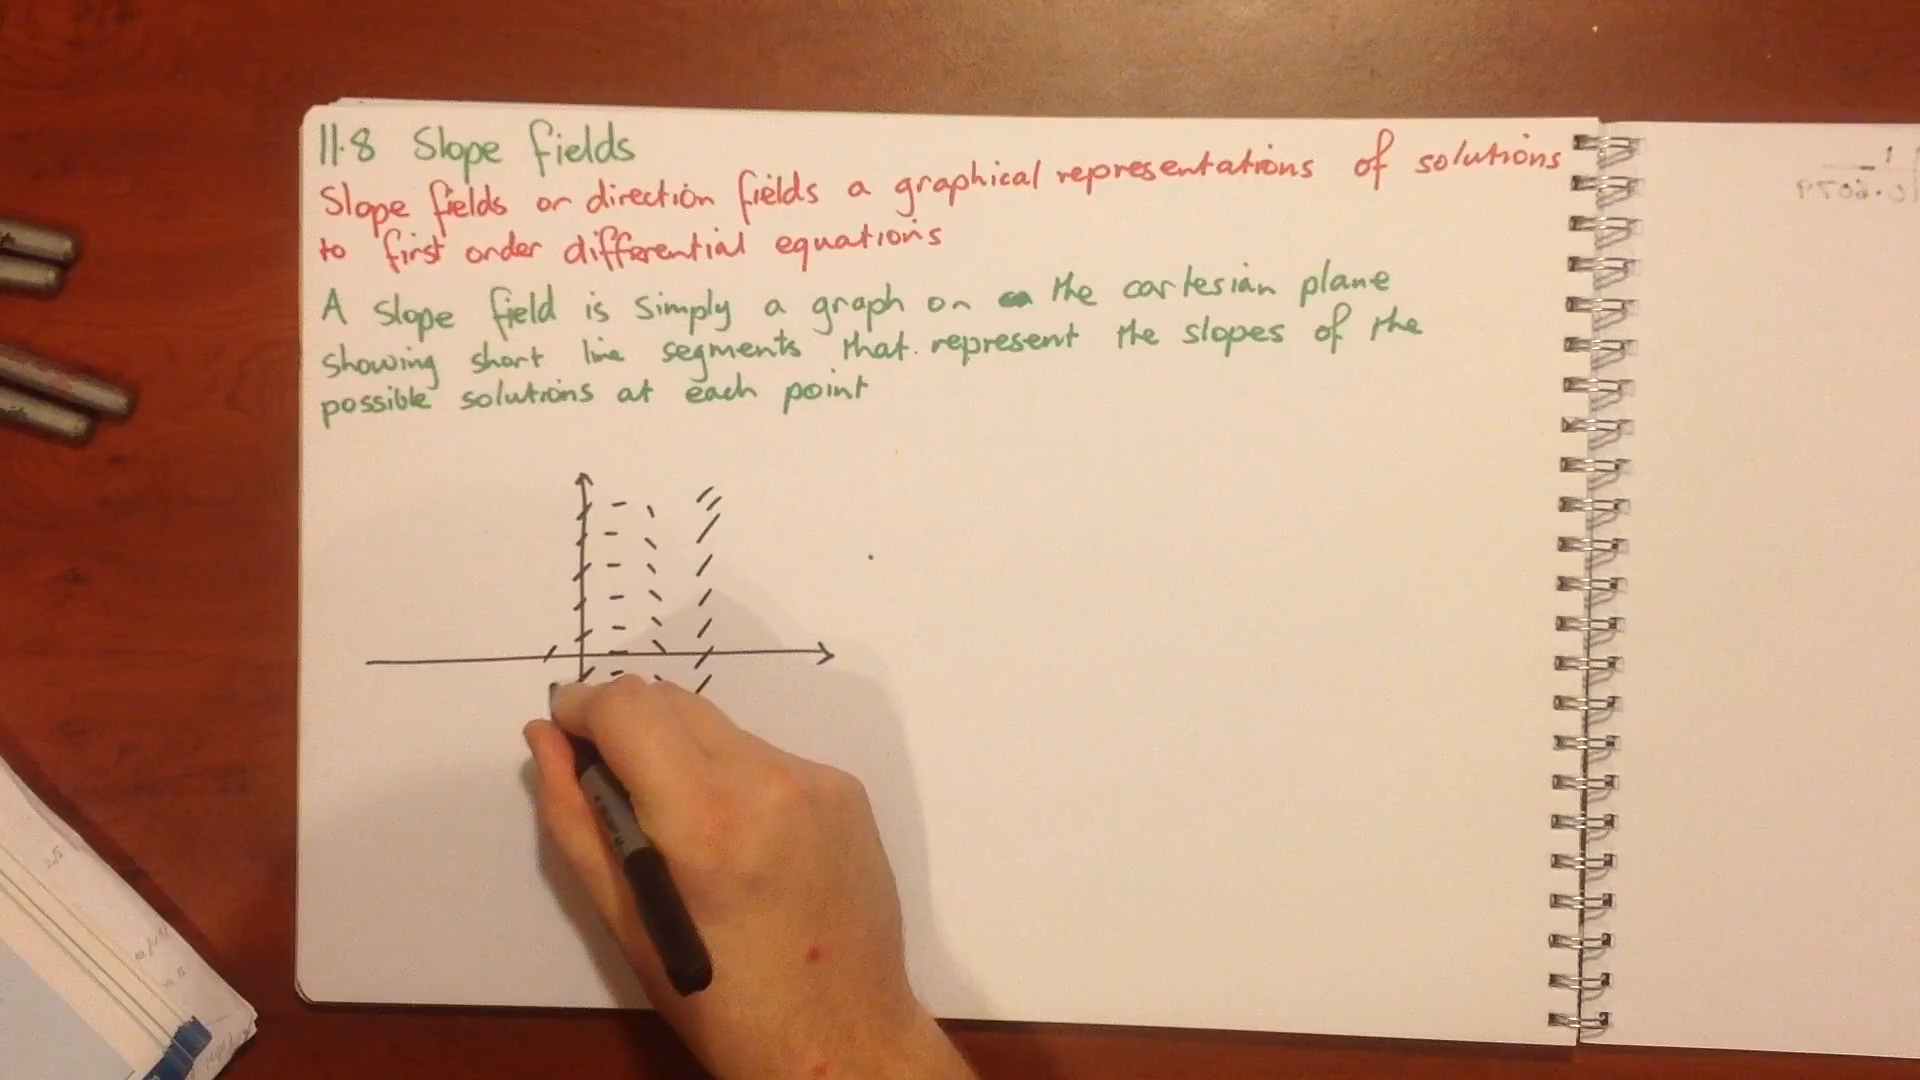 11.8 Slope fields
Slope fields or direction fields a graphical representations of solutions
to first order differential equations
A slope field is simply a graph on the cartesian plane
showing short line segments that represent the slopes of the
possible solutions at each point